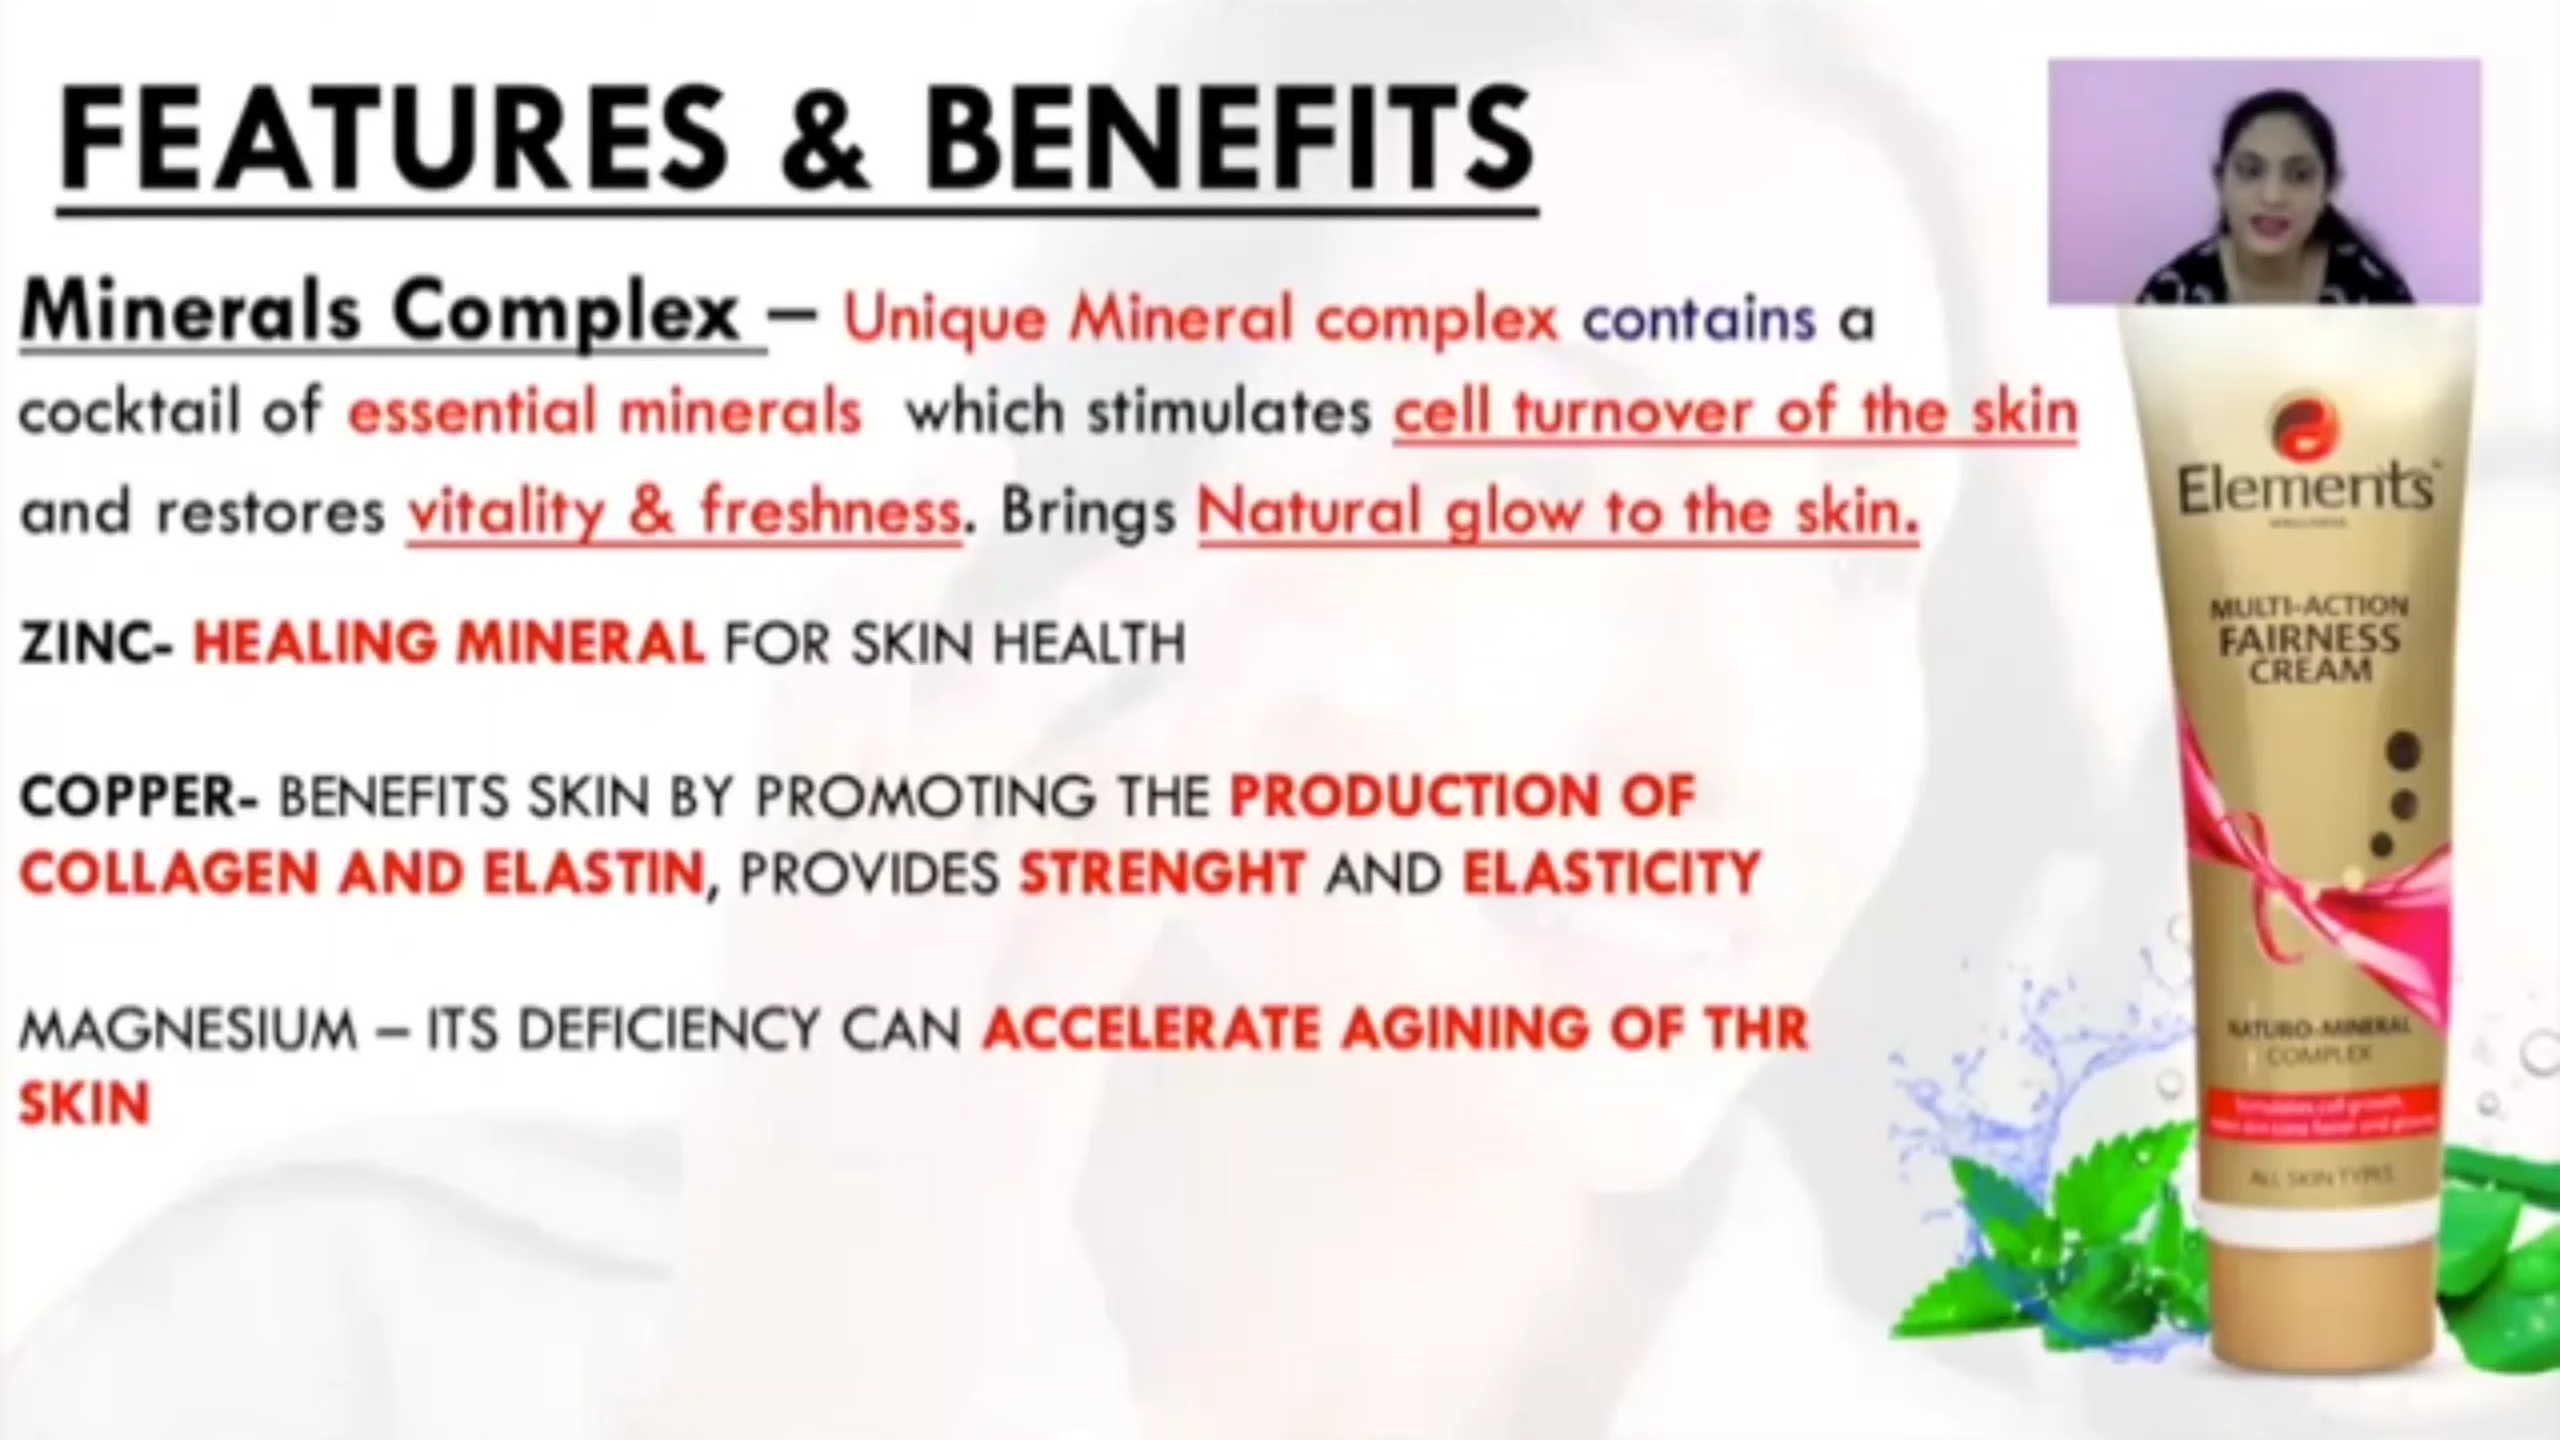 FEATURES & BENEFITS
Minerals Complex – Unique Mineral complex contains a
cocktail of essential minerals which stimulates cell turnover of the skin
and restores vitality & freshness. Brings Natural glow to the skin.
ZINC- HEALING MINERAL FOR SKIN HEALTH
COPPER- BENEFITS SKIN BY PROMOTING THE PRODUCTION OF
COLLAGEN AND ELASTIN, PROVIDES STRENGHT AND ELASTICITY
MAGNESIUM – ITS DEFICIENCY CAN ACCELERATE AGINING OF THR
SKIN
Elements
WELLNESS
MULTI-ACTION
FAIRNESS
CREAM
NATURO-MINERAL
COMPLEX
ALL SKIN TYPES